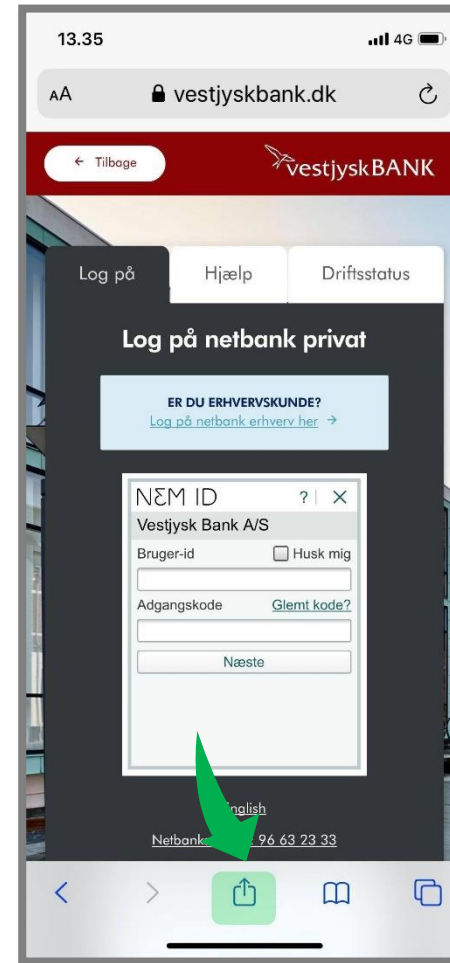 13.35 4G
AA vestjyskbank.dk
← Tilbage vestjyskBANK
Log på Hjælp Driftsstatus
Log på netbank privat
ER DU ERHVERVSKUNDE?
Log på netbank erhverv her →
NEM ID ? X
Vestjysk Bank A/S
Bruger-id Husk mig
Adgangskode Glemt kode?
Næste
nglish
Netbank 96 63 23 33